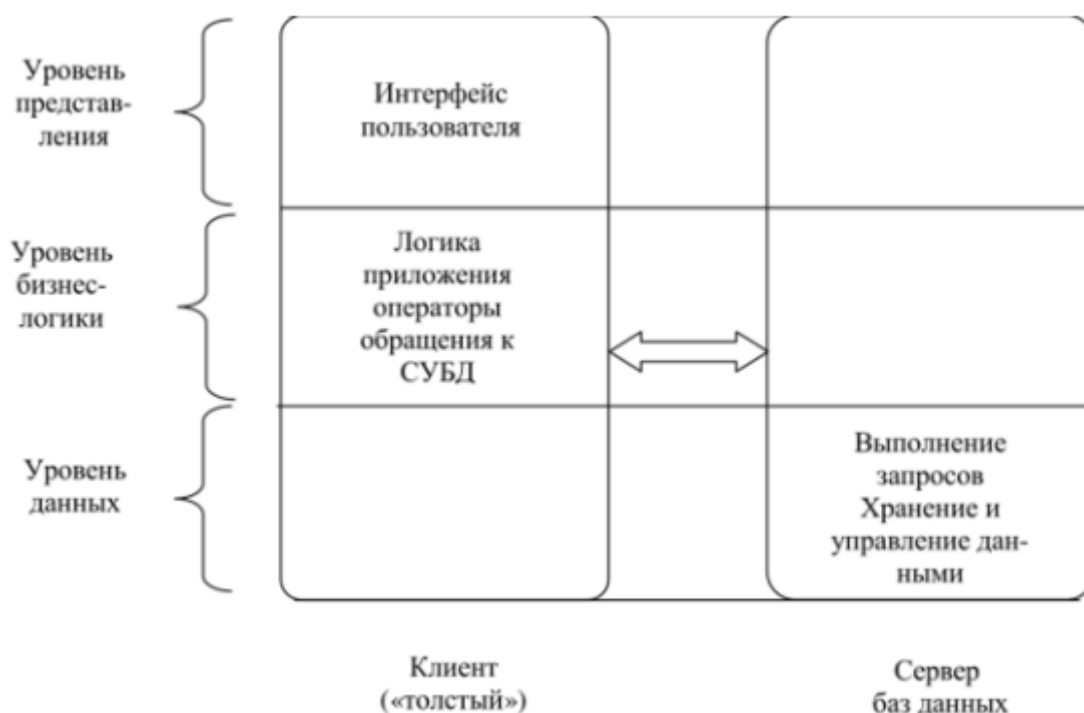 Уровень
представ-
ления
Интерфейс
пользователя
Уровень
бизнес-
логики
Логика
приложения
операторы
обращения к
СУБД
Уровень
данных
Выполнение
запросов
Хранение и
управление дан-
ными
Клиент
(«толстый»)
Сервер
баз данных